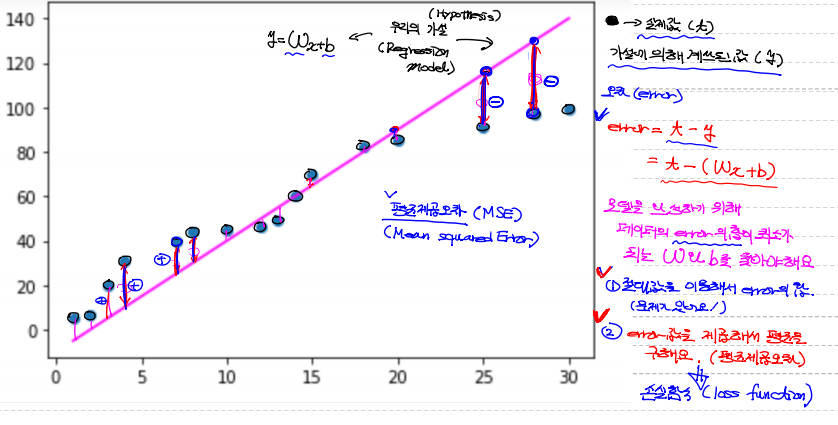 140
120
100
80
60
40
20
0
0 5 10 15 20 25 30
y = Wx+b
(Hypothesis)
우리의 가설
(Regression
Model)
평균제곱오차 (MSE)
(Mean squared Error)
→ 실제값 (t)
가설에 의해 계산된 값 (y)
오차 (error)
error = t - y
= t - (Wx+b)
모델을 완성하기 위해
데이터의 error의 합이 최소가
되는 W와 b를 찾아야해요
① 절대값을 이용해서 error의 합.
(문제가 있어요!)
② error값을 제곱해서 평균을
구해요. (평균제곱오차)
손실함수 (loss function)